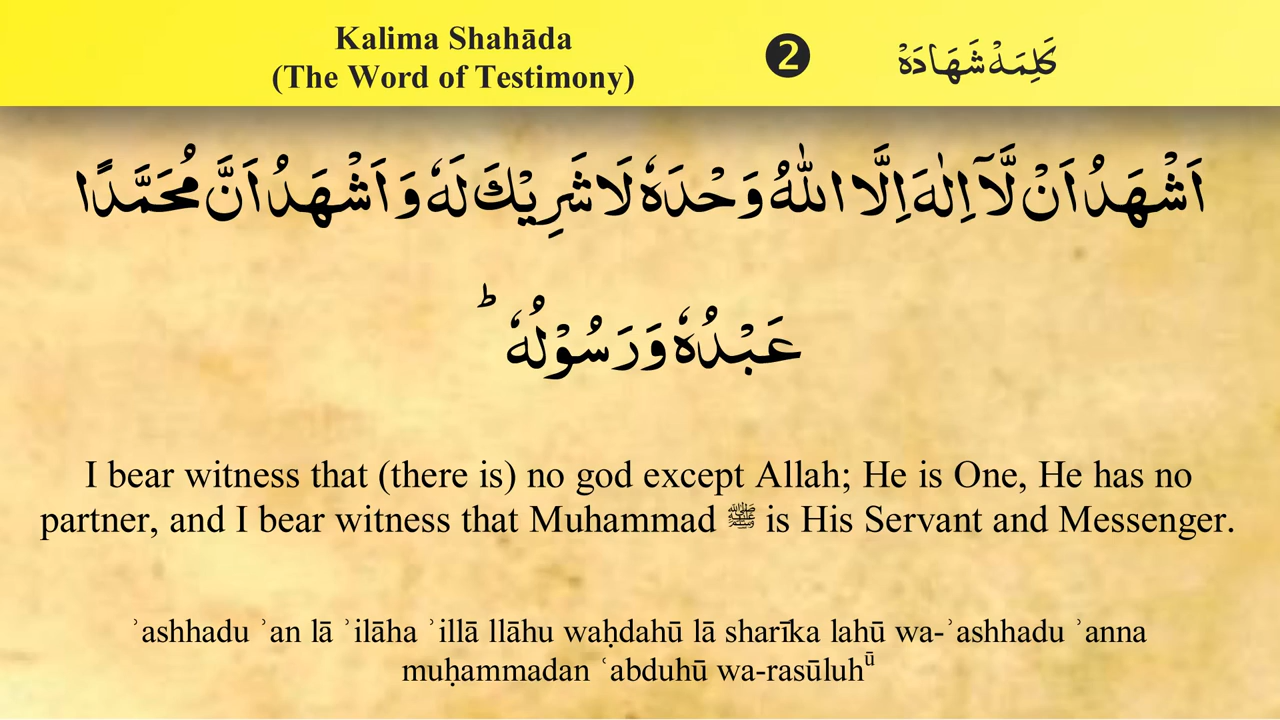 Kalima Shahāda
(The Word of Testimony)
❷
كَلِمَهْ شَهَادَهْ
اَشْهَدُ اَنْ لَّاۤ اِلٰهَ اِلَّا اللّٰهُ وَحْدَهٗ لَا شَرِيْكَ لَهٗ وَ اَشْهَدُ اَنَّ مُحَمَّدًا
عَبْدُهٗ وَ رَسُوْلُهٗ ؕ
I bear witness that (there is) no god except Allah; He is One, He has no
partner, and I bear witness that Muhammad ﷺ is His Servant and Messenger.
ʾashhadu ʾan lā ʾilāha ʾillā llāhu waḥdahū lā sharīka lahū wa-ʾashhadu ʾanna
muḥammadan ʿabduhū wa-rasūluhū